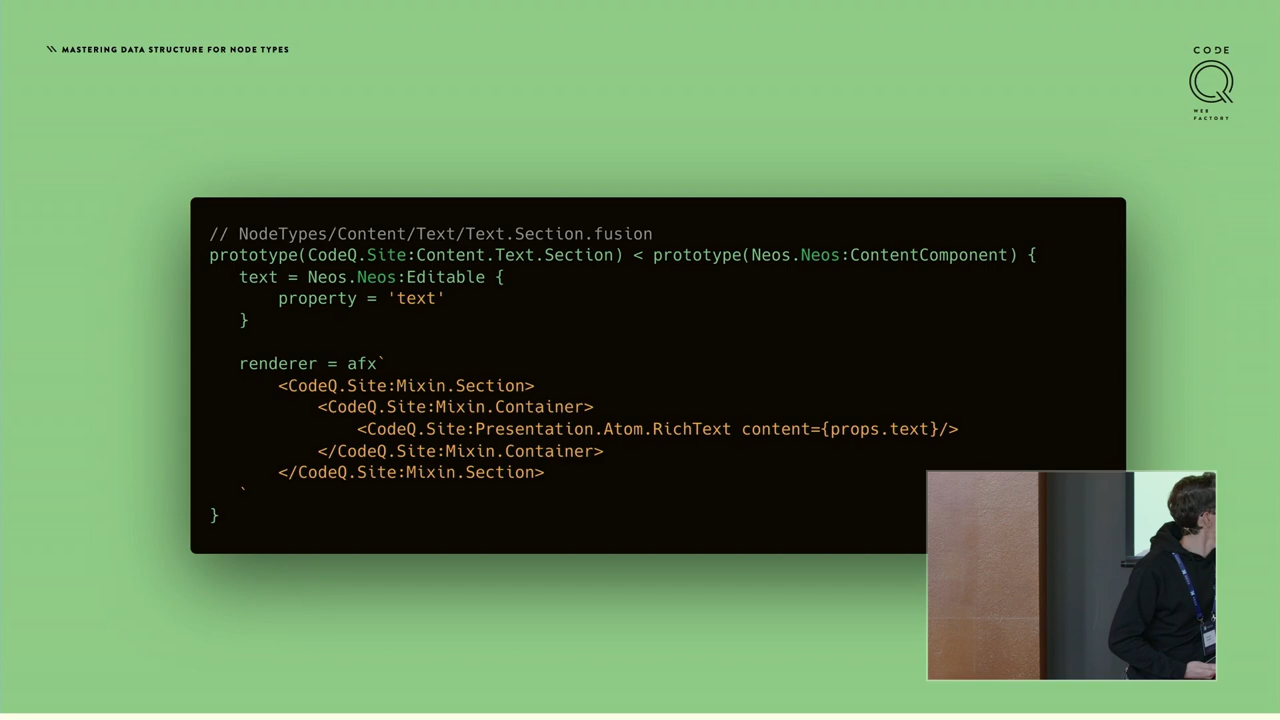 \\ MASTERING DATA STRUCTURE FOR NODE TYPES
CODE
Q
WEB
FACTORY
// NodeTypes/Content/Text/Text.Section.fusion
prototype(CodeQ.Site:Content.Text.Section) < prototype(Neos.Neos:ContentComponent) {
    text = Neos.Neos:Editable {
        property = 'text'
    }

    renderer = afx`
        <CodeQ.Site:Mixin.Section>
            <CodeQ.Site:Mixin.Container>
                <CodeQ.Site:Presentation.Atom.RichText content={props.text}/>
            </CodeQ.Site:Mixin.Container>
        </CodeQ.Site:Mixin.Section>
    `
}